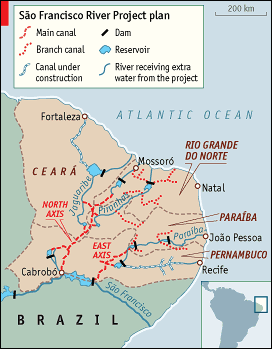 200 km
São Francisco River Project plan
Main canal
Dam
Branch canal
Reservoir
Canal under
construction
River receiving extra
water from the project
ATLANTIC OCEAN
Fortaleza
Mossoró
RIO GRANDE
DO NORTE
CEARÁ
Jaguaribe
Piranhas
Natal
NORTH
AXIS
PARAÍBA
EAST
AXIS
Paraíba
João Pessoa
PERNAMBUCO
Cabrobó
Recife
São Francisco
BRAZIL